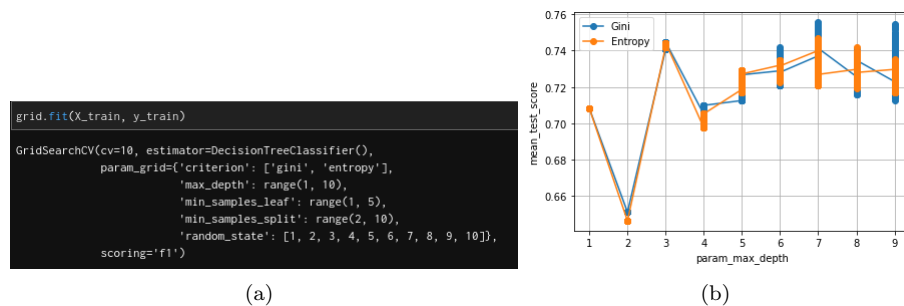 grid.fit(X_train, y_train)
GridSearchCV(cv=10, estimator=DecisionTreeClassifier(),
param_grid={'criterion': ['gini', 'entropy'],
'max_depth': range(1, 10),
'min_samples_leaf': range(1, 5),
'min_samples_split': range(2, 10),
'random_state': [1, 2, 3, 4, 5, 6, 7, 8, 9, 10]},
scoring='f1')
(a)
Gini
Entropy
mean_test_score
0.76
0.74
0.72
0.70
0.68
0.66
1 2 3 4 5 6 7 8 9
param_max_depth
(b)